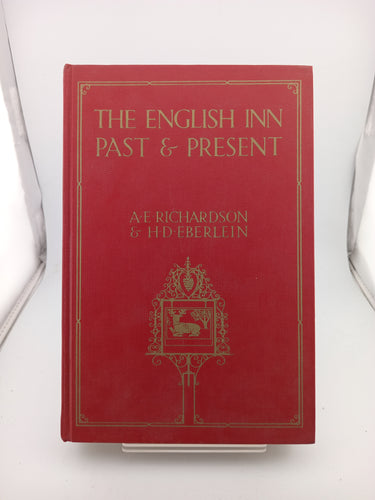 THE ENGLISH INN
PAST & PRESENT
A·E RICHARDSON
& H·D·EBERLEIN